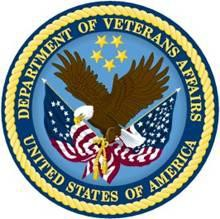 DEPARTMENT OF VETERANS AFFAIRS
UNITED STATES OF AMERICA